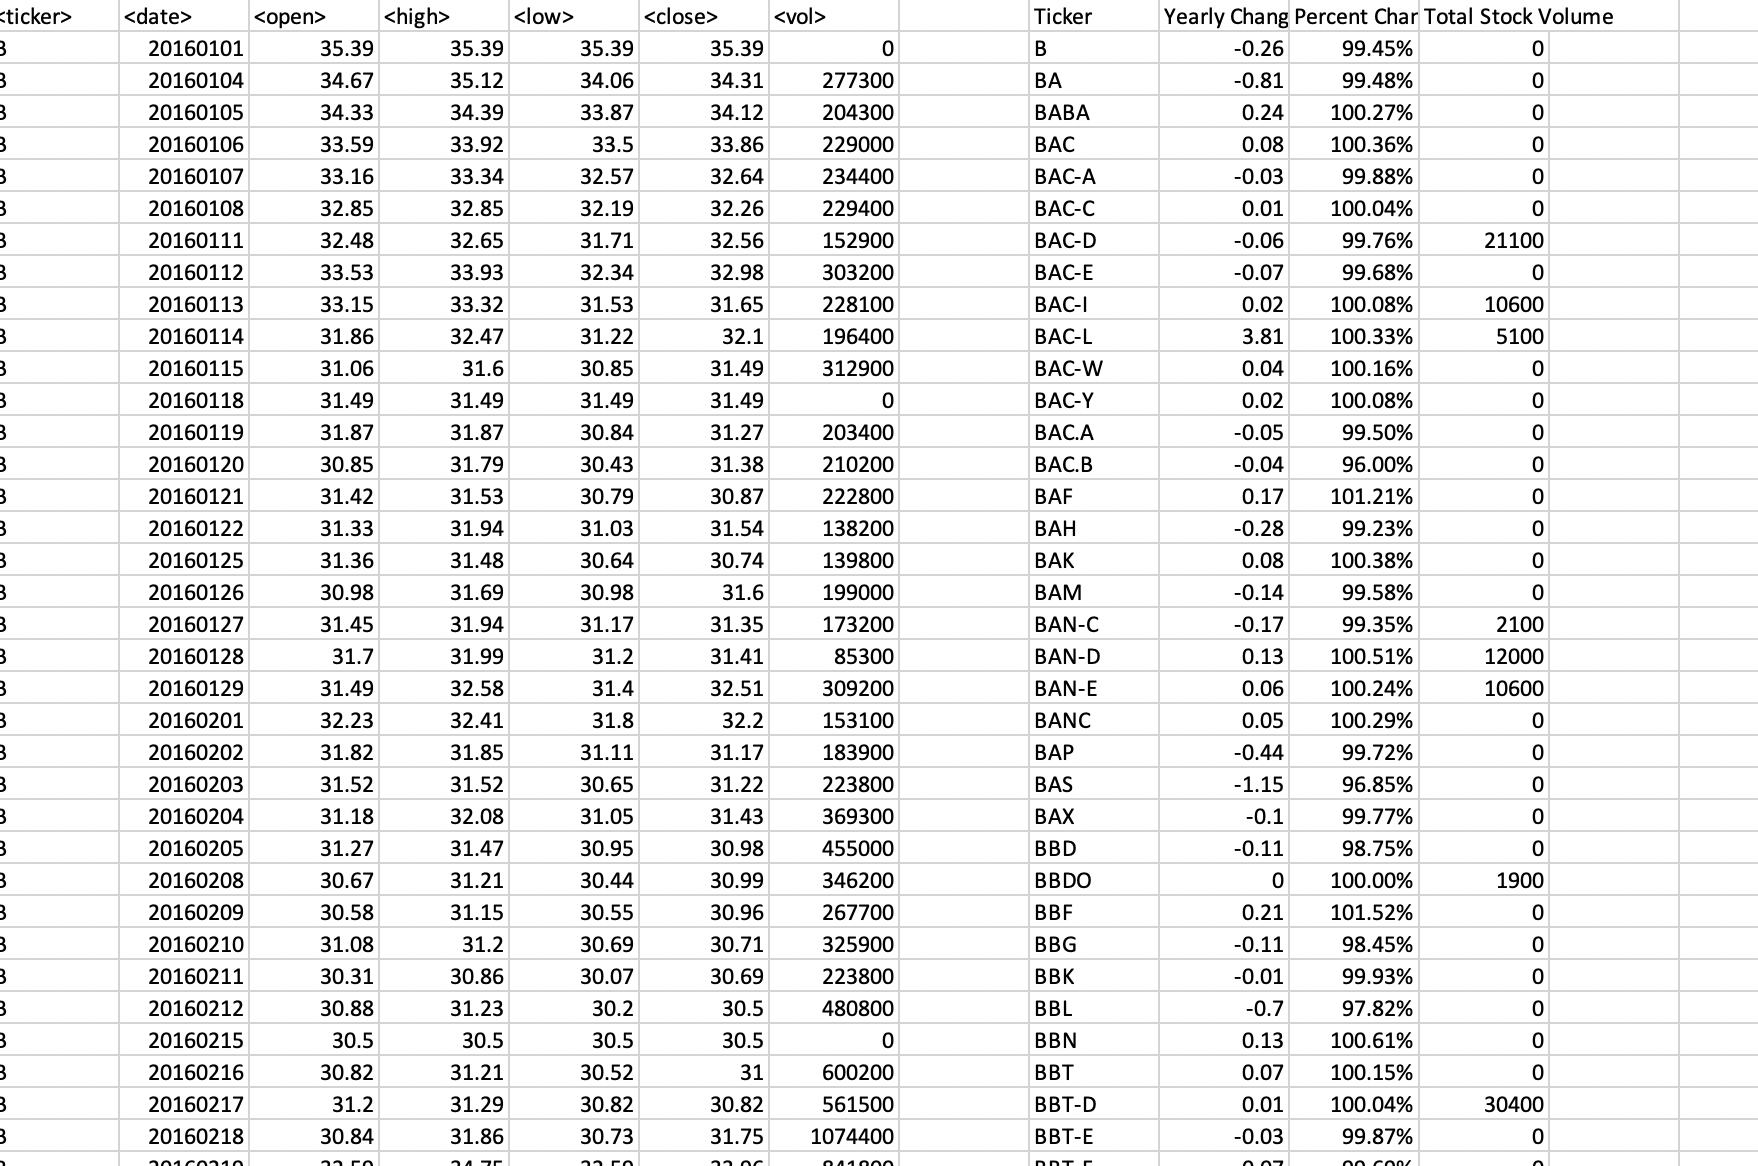 <ticker> <date> <open> <high> <low> <close> <vol> Ticker Yearly Chang Percent Char Total Stock Volume
B 20160101 35.39 35.39 35.39 35.39 0 B -0.26 99.45% 0
B 20160104 34.67 35.12 34.06 34.31 277300 BA -0.81 99.48% 0
B 20160105 34.33 34.39 33.87 34.12 204300 BABA 0.24 100.27% 0
B 20160106 33.59 33.92 33.5 33.86 229000 BAC 0.08 100.36% 0
B 20160107 33.16 33.34 32.57 32.64 234400 BAC-A -0.03 99.88% 0
B 20160108 32.85 32.85 32.19 32.26 229400 BAC-C 0.01 100.04% 0
B 20160111 32.48 32.65 31.71 32.56 152900 BAC-D -0.06 99.76% 21100
B 20160112 33.53 33.93 32.34 32.98 303200 BAC-E -0.07 99.68% 0
B 20160113 33.15 33.32 31.53 31.65 228100 BAC-I 0.02 100.08% 10600
B 20160114 31.86 32.47 31.22 32.1 196400 BAC-L 3.81 100.33% 5100
B 20160115 31.06 31.6 30.85 31.49 312900 BAC-W 0.04 100.16% 0
B 20160118 31.49 31.49 31.49 31.49 0 BAC-Y 0.02 100.08% 0
B 20160119 31.87 31.87 30.84 31.27 203400 BAC.A -0.05 99.50% 0
B 20160120 30.85 31.79 30.43 31.38 210200 BAC.B -0.04 96.00% 0
B 20160121 31.42 31.53 30.79 30.87 222800 BAF 0.17 101.21% 0
B 20160122 31.33 31.94 31.03 31.54 138200 BAH -0.28 99.23% 0
B 20160125 31.36 31.48 30.64 30.74 139800 BAK 0.08 100.38% 0
B 20160126 30.98 31.69 30.98 31.6 199000 BAM -0.14 99.58% 0
B 20160127 31.45 31.94 31.17 31.35 173200 BAN-C -0.17 99.35% 2100
B 20160128 31.7 31.99 31.2 31.41 85300 BAN-D 0.13 100.51% 12000
B 20160129 31.49 32.58 31.4 32.51 309200 BAN-E 0.06 100.24% 10600
B 20160201 32.23 32.41 31.8 32.2 153100 BANC 0.05 100.29% 0
B 20160202 31.82 31.85 31.11 31.17 183900 BAP -0.44 99.72% 0
B 20160203 31.52 31.52 30.65 31.22 223800 BAS -1.15 96.85% 0
B 20160204 31.18 32.08 31.05 31.43 369300 BAX -0.1 99.77% 0
B 20160205 31.27 31.47 30.95 30.98 455000 BBD -0.11 98.75% 0
B 20160208 30.67 31.21 30.44 30.99 346200 BBDO 0 100.00% 1900
B 20160209 30.58 31.15 30.55 30.96 267700 BBF 0.21 101.52% 0
B 20160210 31.08 31.2 30.69 30.71 325900 BBG -0.11 98.45% 0
B 20160211 30.31 30.86 30.07 30.69 223800 BBK -0.01 99.93% 0
B 20160212 30.88 31.23 30.2 30.5 480800 BBL -0.7 97.82% 0
B 20160215 30.5 30.5 30.5 30.5 0 BBN 0.13 100.61% 0
B 20160216 30.82 31.21 30.52 31 600200 BBT 0.07 100.15% 0
B 20160217 31.2 31.29 30.82 30.82 561500 BBT-D 0.01 100.04% 30400
B 20160218 30.84 31.86 30.73 31.75 1074400 BBT-E -0.03 99.87% 0